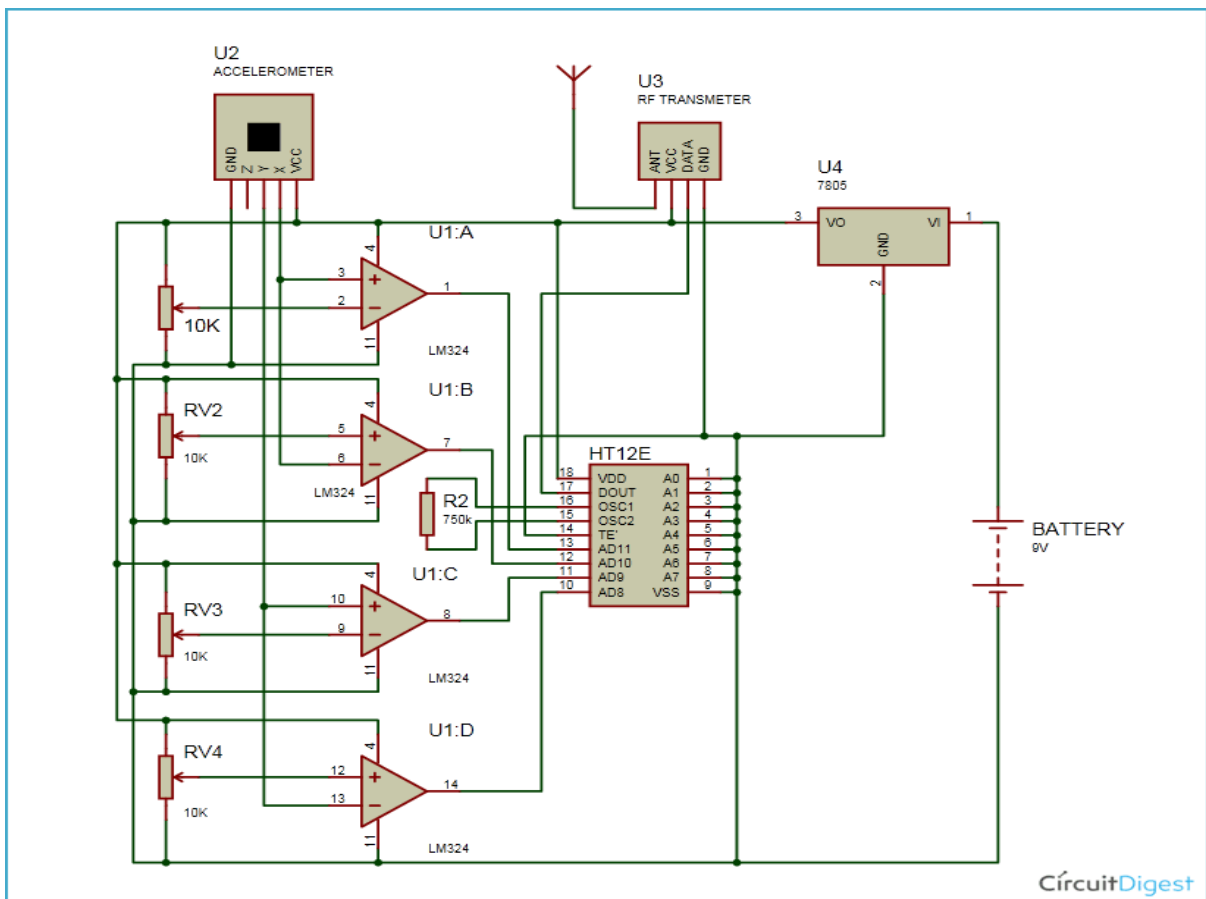 U2
ACCELEROMETER
GND
Z
Y
X
VCC
U3
RF TRANSMETER
ANT
VCC
DATA
GND
U4
7805
3
VO
VI
1
GND
2
U1:A
4
3
2
1
11
10K
LM324
U1:B
4
RV2
5
6
7
10K
11
LM324
R2
750k
HT12E
18 VDD A0 1
17 DOUT A1 2
16 OSC1 A2 3
15 OSC2 A3 4
14 TE' A4 5
13 AD11 A5 6
12 AD10 A6 7
11 AD9 A7 8
10 AD8 VSS 9
BATTERY
9V
U1:C
4
RV3
10
9
8
10K
11
LM324
U1:D
4
RV4
12
13
14
10K
11
LM324
CircuitDigest